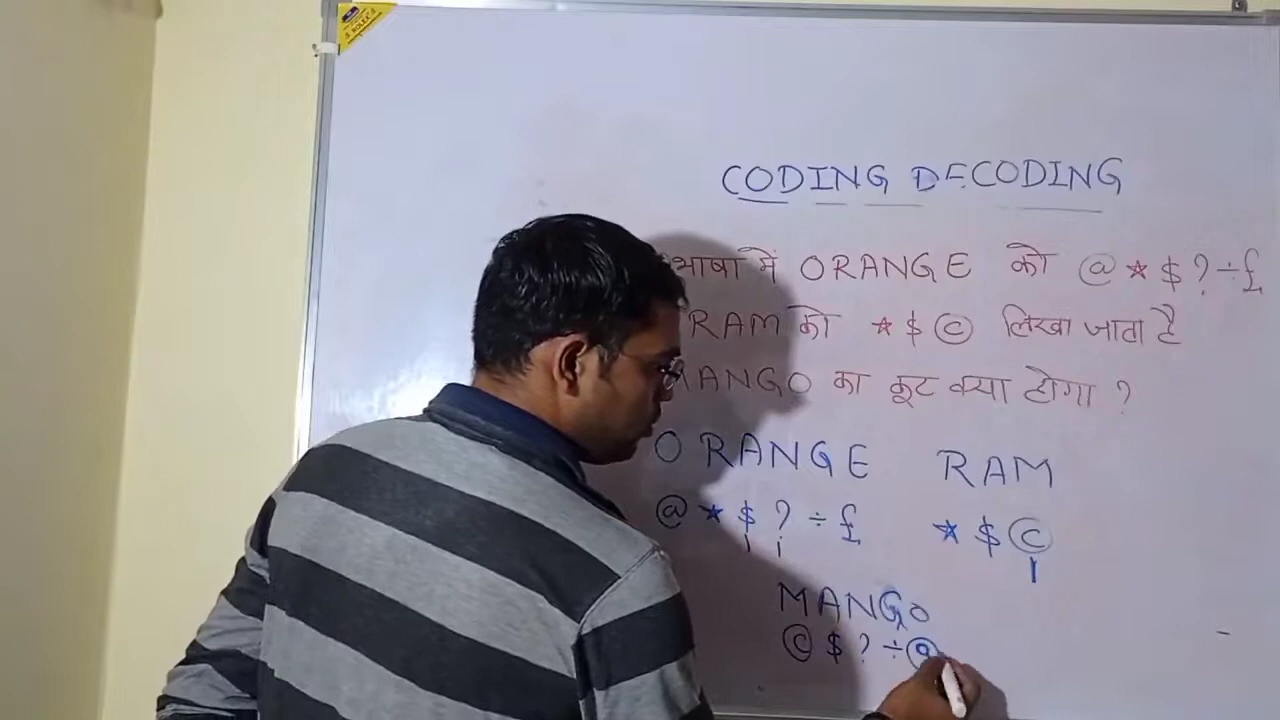 CODING DECODING
भाषा में ORANGE को @ ★ $ ? ÷ £
RAM को ★ $ © लिखा जाता है
MANGO का कूट क्या होगा ?
ORANGE RAM
@ ★ $ ? ÷ £ ★ $ ©
MANGO
© $ ? ÷ @